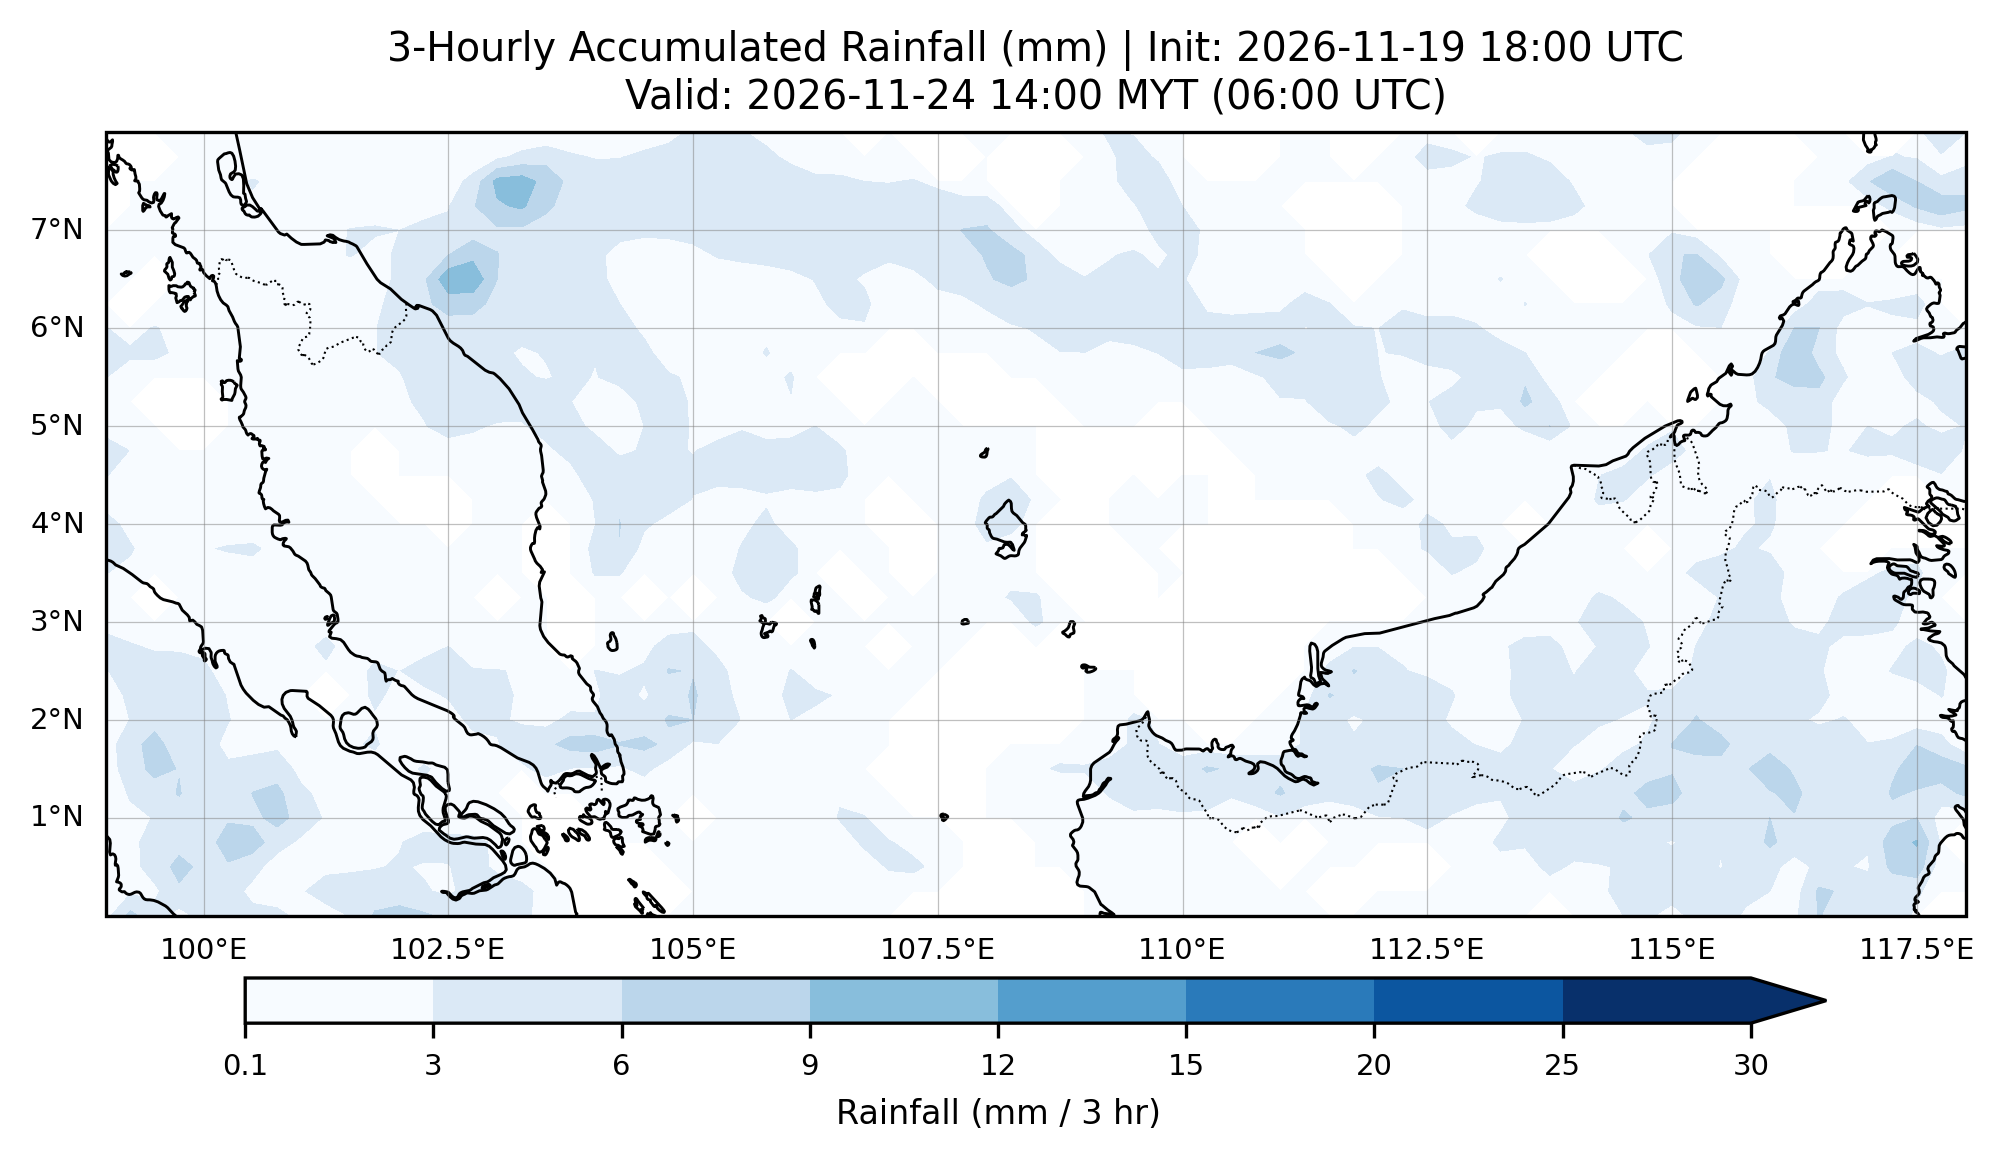 3-Hourly Accumulated Rainfall (mm) | Init: 2026-11-19 18:00 UTC
Valid: 2026-11-24 14:00 MYT (06:00 UTC)
7°N
6°N
5°N
4°N
3°N
2°N
1°N
100°E 102.5°E 105°E 107.5°E 110°E 112.5°E 115°E 117.5°E
0.1 3 6 9 12 15 20 25 30
Rainfall (mm / 3 hr)